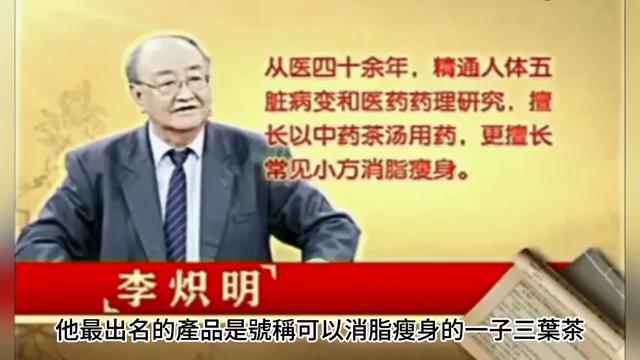 从医四十余年，精通人体五
脏病变和医药药理研究，擅
长以中药茶汤用药，更擅长
常见小方消脂瘦身。
李炽明
他最出名的產品是號稱可以消脂瘦身的一子三葉茶